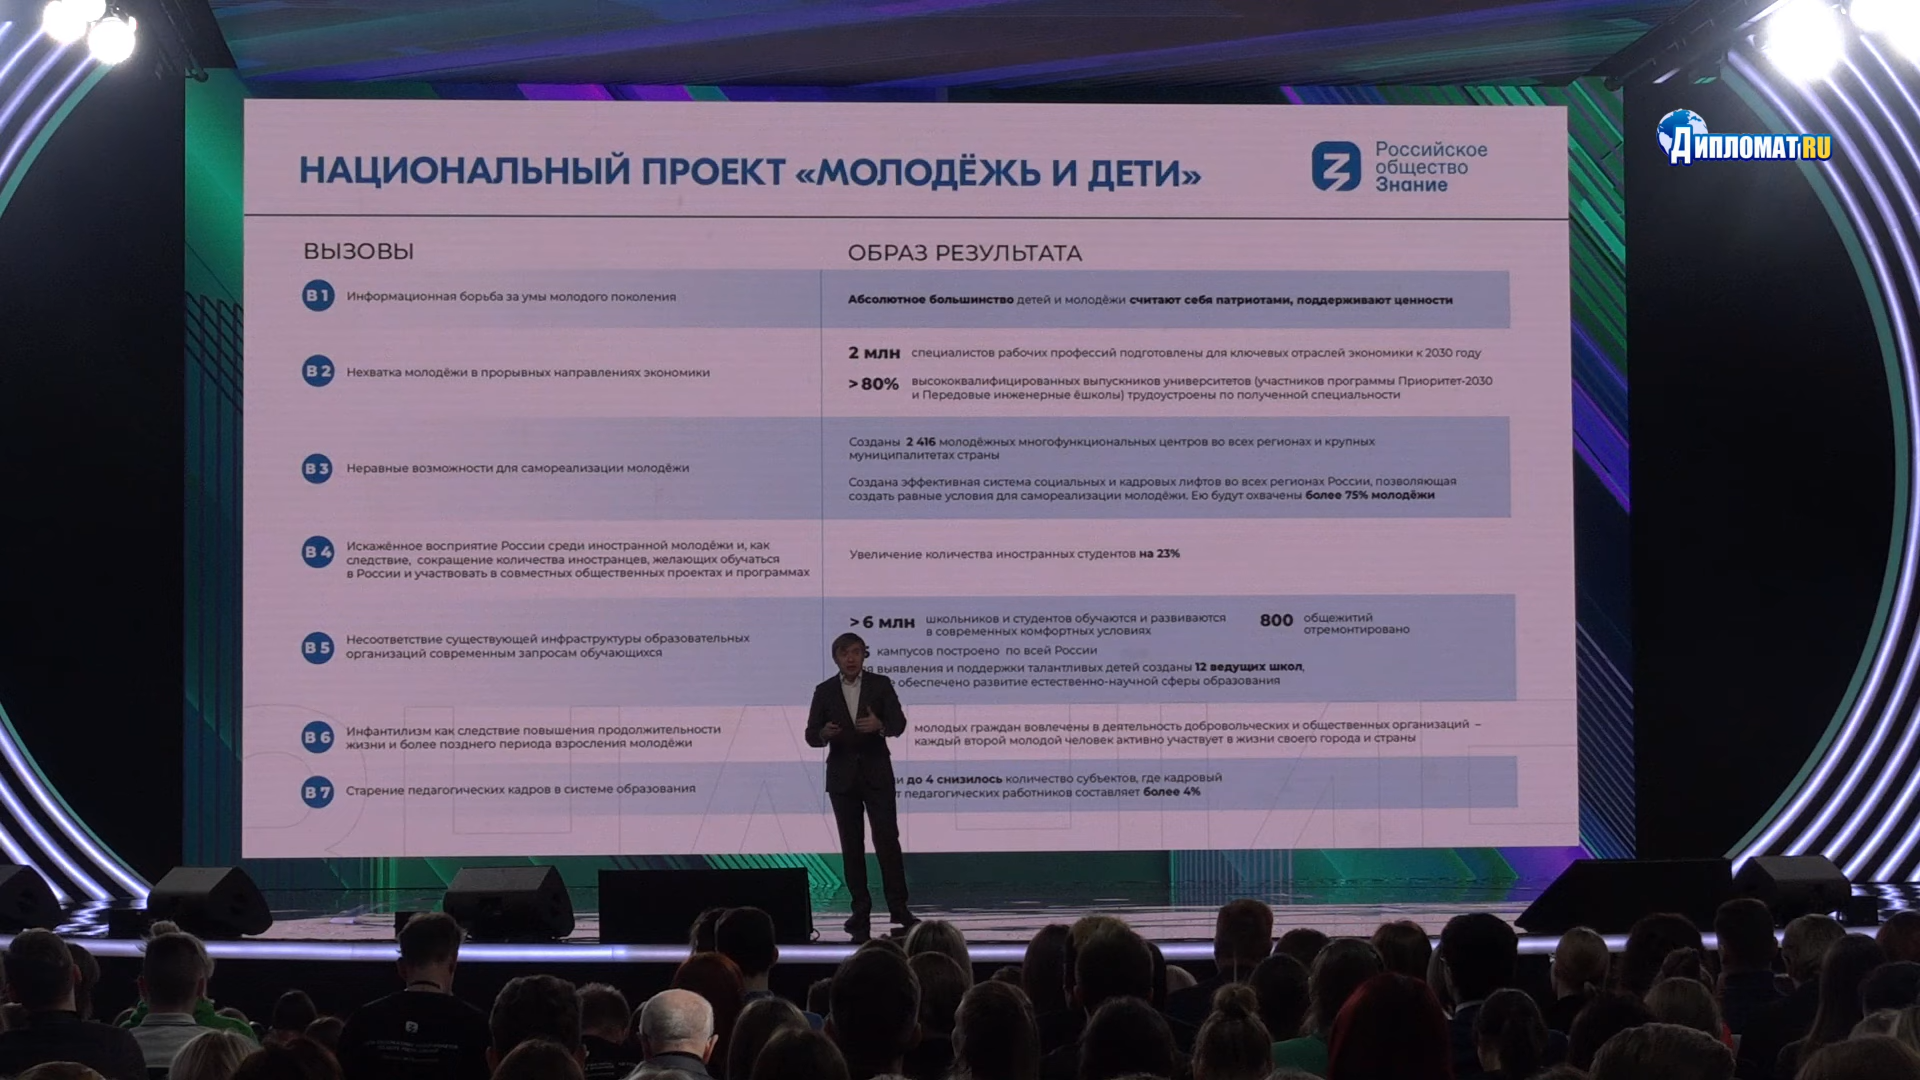 ДИПЛОМАТ RU
НАЦИОНАЛЬНЫЙ ПРОЕКТ «МОЛОДЁЖЬ И ДЕТИ»
Российское
общество
Знание
ВЫЗОВЫ
ОБРАЗ РЕЗУЛЬТАТА
В 1 Информационная борьба за умы молодого поколения
Абсолютное большинство детей и молодёжи считают себя патриотами, поддерживают ценности
В 2 Нехватка молодёжи в прорывных направлениях экономики
2 млн специалистов рабочих профессий подготовлены для ключевых отраслей экономики к 2030 году
> 80% высококвалифицированных выпускников университетов (участников программы Приоритет-2030
и Передовые инженерные ёшколы) трудоустроены по полученной специальности
В 3 Неравные возможности для самореализации молодёжи
Созданы 2 416 молодёжных многофункциональных центров во всех регионах и крупных
муниципалитетах страны
Создана эффективная система социальных и кадровых лифтов во всех регионах России, позволяющая
создать равные условия для самореализации молодёжи. Ею будут охвачены более 75% молодёжи
В 4 Искажённое восприятие России среди иностранной молодёжи и, как
следствие, сокращение количества иностранцев, желающих обучаться
в России и участвовать в совместных общественных проектах и программах
Увеличение количества иностранных студентов на 23%
В 5 Несоответствие существующей инфраструктуры образовательных
организаций современным запросам обучающихся
> 6 млн школьников и студентов обучаются и развиваются
в современных комфортных условиях
800 общежитий
отремонтировано
кампусов построено по всей России
выявления и поддержки талантливых детей созданы 12 ведущих школ,
обеспечено развитие естественно-научной сферы образования
В 6 Инфантилизм как следствие повышения продолжительности
жизни и более позднего периода взросления молодёжи
молодых граждан вовлечены в деятельность добровольческих и общественных организаций –
каждый второй молодой человек активно участвует в жизни своего города и страны
В 7 Старение педагогических кадров в системе образования
до 4 снизилось количество субъектов, где кадровый
педагогических работников составляет более 4%